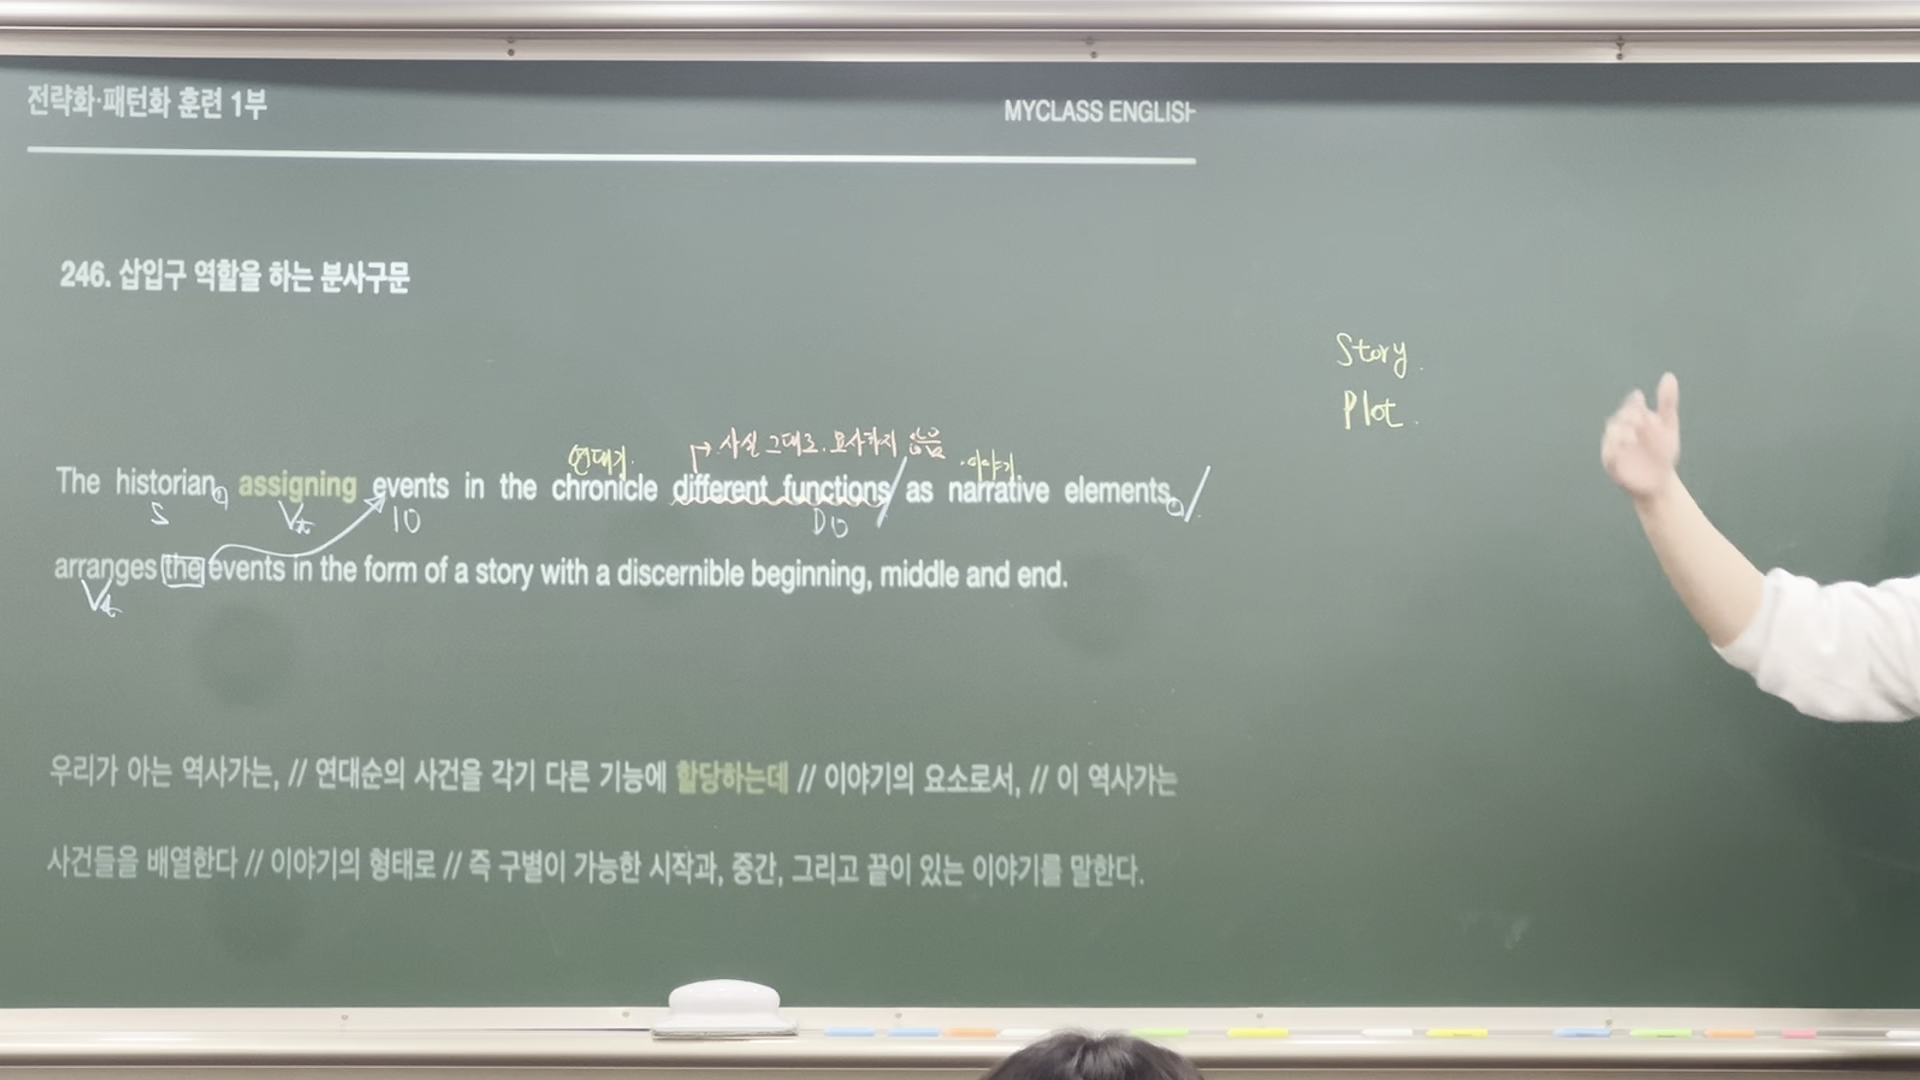 전략화·패턴화 훈련 1부
MYCLASS ENGLISH
246. 삽입구 역할을 하는 분사구문
Story.
Plot.
연대기. → 사실 그대로. 묘사하지 않음 이야기.
The historian, assigning events in the chronicle different functions / as narrative elements, /
S Vt IO DO
arranges the events in the form of a story with a discernible beginning, middle and end.
Vt
우리가 아는 역사가는, // 연대순의 사건을 각기 다른 기능에 할당하는데 // 이야기의 요소로서, // 이 역사가는
사건들을 배열한다 // 이야기의 형태로 // 즉 구별이 가능한 시작과, 중간, 그리고 끝이 있는 이야기를 말한다.